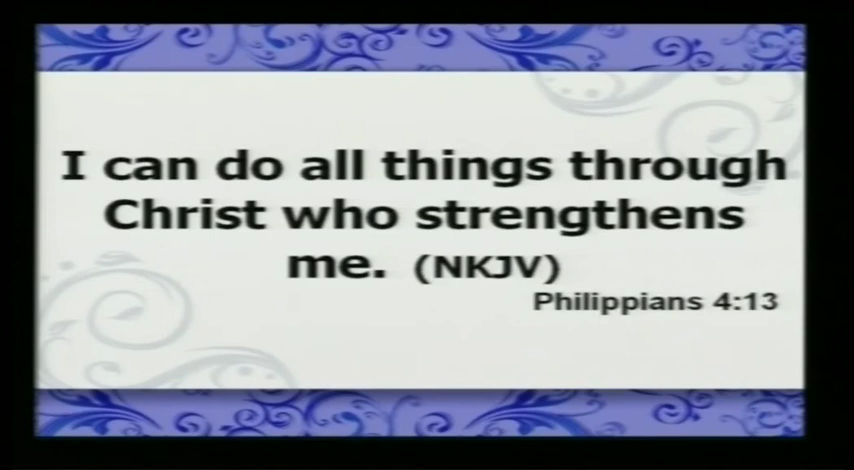 I can do all things through
Christ who strengthens
me. (NKJV)
Philippians 4:13